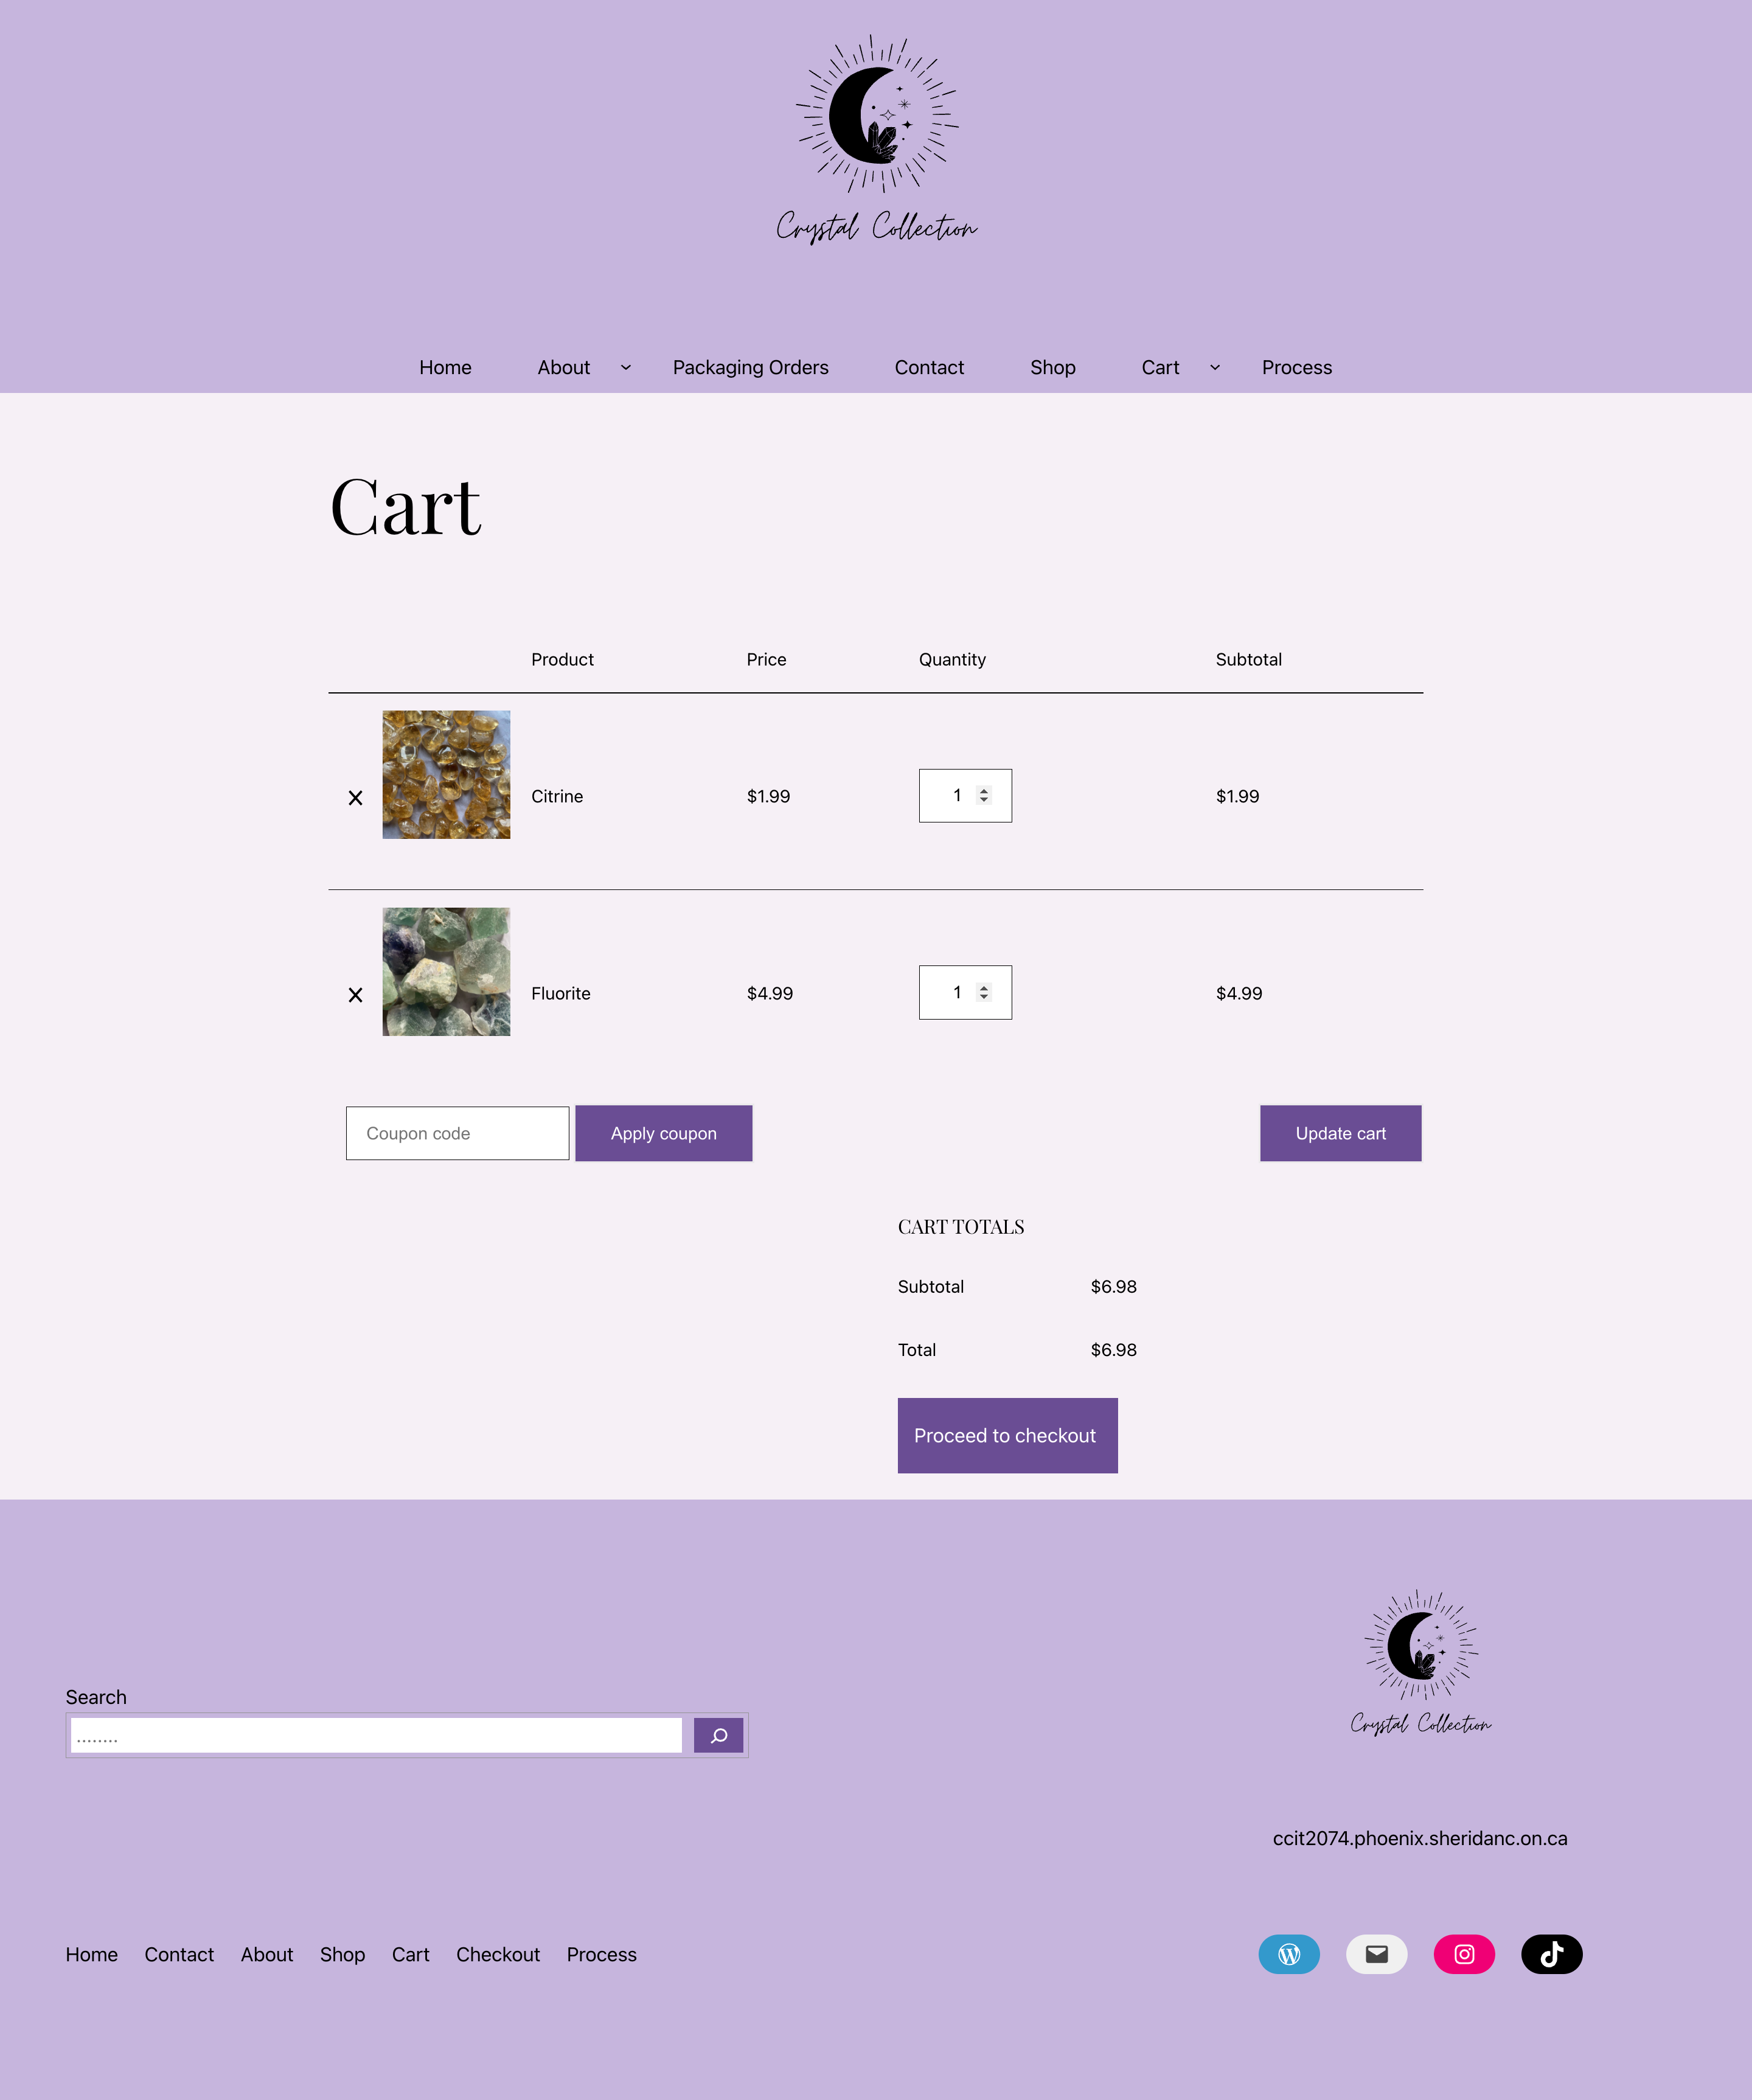 Crystal Collection
Home About Packaging Orders Contact Shop Cart Process
Cart
Product Price Quantity Subtotal
Citrine $1.99 1 $1.99
Fluorite $4.99 1 $4.99
Coupon code Apply coupon Update cart
CART TOTALS
Subtotal $6.98
Total $6.98
Proceed to checkout
Search
........
Crystal Collection
ccit2074.phoenix.sheridanc.on.ca
Home Contact About Shop Cart Checkout Process